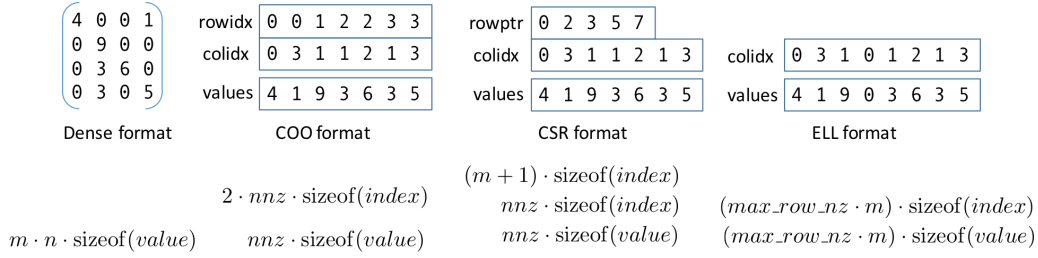 4 0 0 1
0 9 0 0
0 3 6 0
0 3 0 5
Dense format
m · n · sizeof(value)
rowidx 0 0 1 2 2 3 3
colidx 0 3 1 1 2 1 3
values 4 1 9 3 6 3 5
COO format
2 · nnz · sizeof(index)
nnz · sizeof(value)
rowptr 0 2 3 5 7
colidx 0 3 1 1 2 1 3
values 4 1 9 3 6 3 5
CSR format
(m + 1) · sizeof(index)
nnz · sizeof(index)
nnz · sizeof(value)
colidx 0 3 1 0 1 2 1 3
values 4 1 9 0 3 6 3 5
ELL format
(max_row_nz · m) · sizeof(index)
(max_row_nz · m) · sizeof(value)